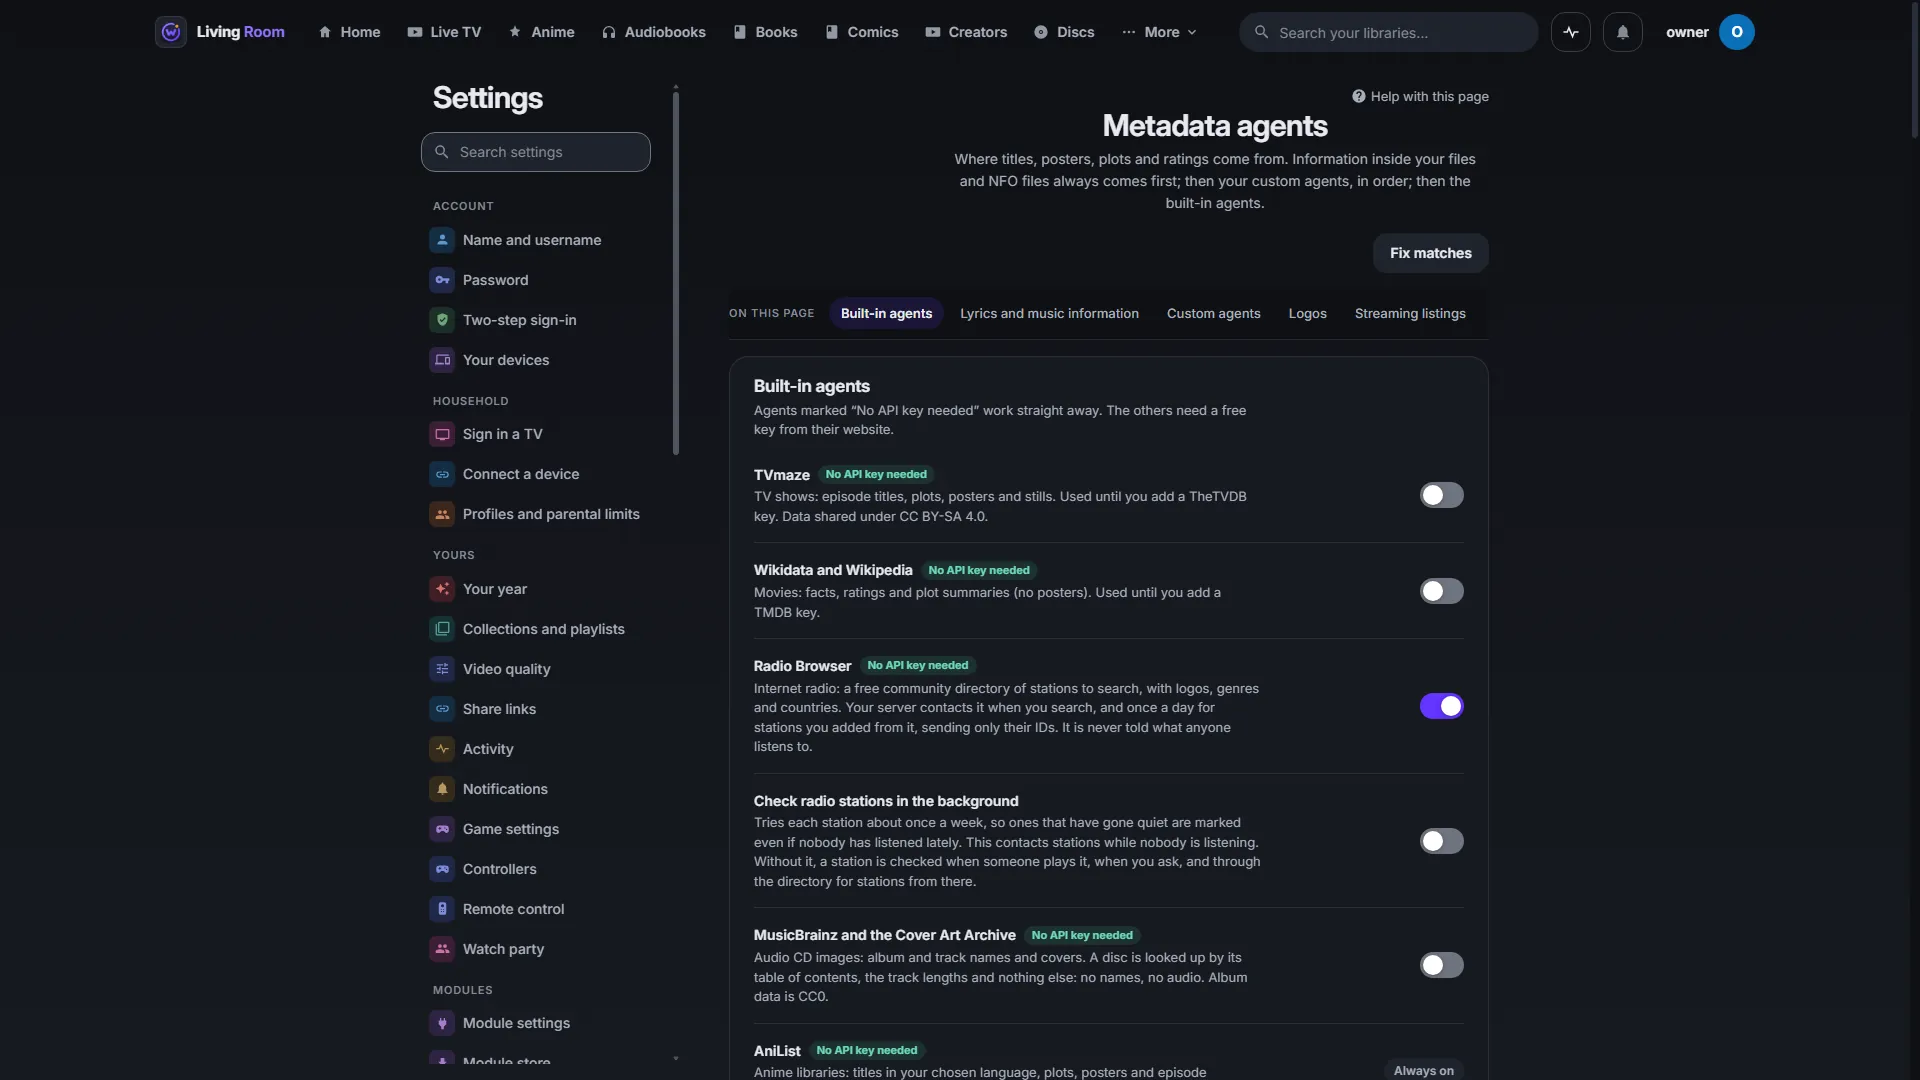 Living Room
Home
Live TV
Anime
Audiobooks
Books
Comics
Creators
Discs
More
Search your libraries...
owner
O
Settings
Search settings
ACCOUNT
Name and username
Password
Two-step sign-in
Your devices
HOUSEHOLD
Sign in a TV
Connect a device
Profiles and parental limits
YOURS
Your year
Collections and playlists
Video quality
Share links
Activity
Notifications
Game settings
Controllers
Remote control
Watch party
MODULES
Module settings
Module store
Help with this page
Metadata agents
Where titles, posters, plots and ratings come from. Information inside your files
and NFO files always comes first; then your custom agents, in order; then the
built-in agents.
Fix matches
ON THIS PAGE
Built-in agents
Lyrics and music information
Custom agents
Logos
Streaming listings
Built-in agents
Agents marked “No API key needed” work straight away. The others need a free
key from their website.
TVmaze No API key needed
TV shows: episode titles, plots, posters and stills. Used until you add a TheTVDB
key. Data shared under CC BY-SA 4.0.
Wikidata and Wikipedia No API key needed
Movies: facts, ratings and plot summaries (no posters). Used until you add a
TMDB key.
Radio Browser No API key needed
Internet radio: a free community directory of stations to search, with logos, genres
and countries. Your server contacts it when you search, and once a day for
stations you added from it, sending only their IDs. It is never told what anyone
listens to.
Check radio stations in the background
Tries each station about once a week, so ones that have gone quiet are marked
even if nobody has listened lately. This contacts stations while nobody is listening.
Without it, a station is checked when someone plays it, when you ask, and through
the directory for stations from there.
MusicBrainz and the Cover Art Archive No API key needed
Audio CD images: album and track names and covers. A disc is looked up by its
table of contents, the track lengths and nothing else: no names, no audio. Album
data is CC0.
AniList No API key needed
Anime libraries: titles in your chosen language, plots, posters and episode
Always on